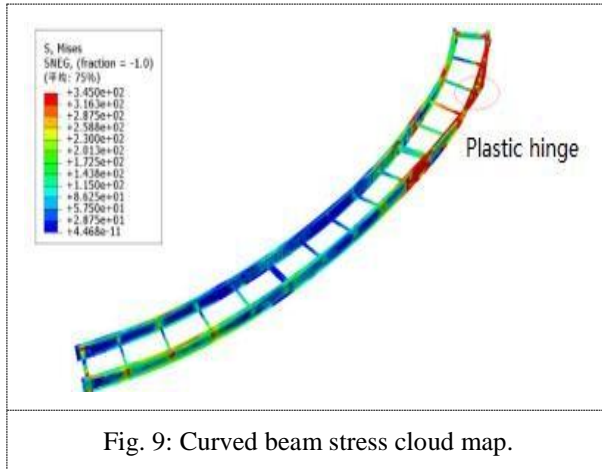 S, Mises
SNEG, (fraction = -1.0)
(平均: 75%)
+3.450e+02
+3.163e+02
+2.875e+02
+2.588e+02
+2.300e+02
+2.013e+02
+1.725e+02
+1.438e+02
+1.150e+02
+8.625e+01
+5.750e+01
+2.875e+01
+4.468e-11
Plastic hinge
Fig. 9: Curved beam stress cloud map.